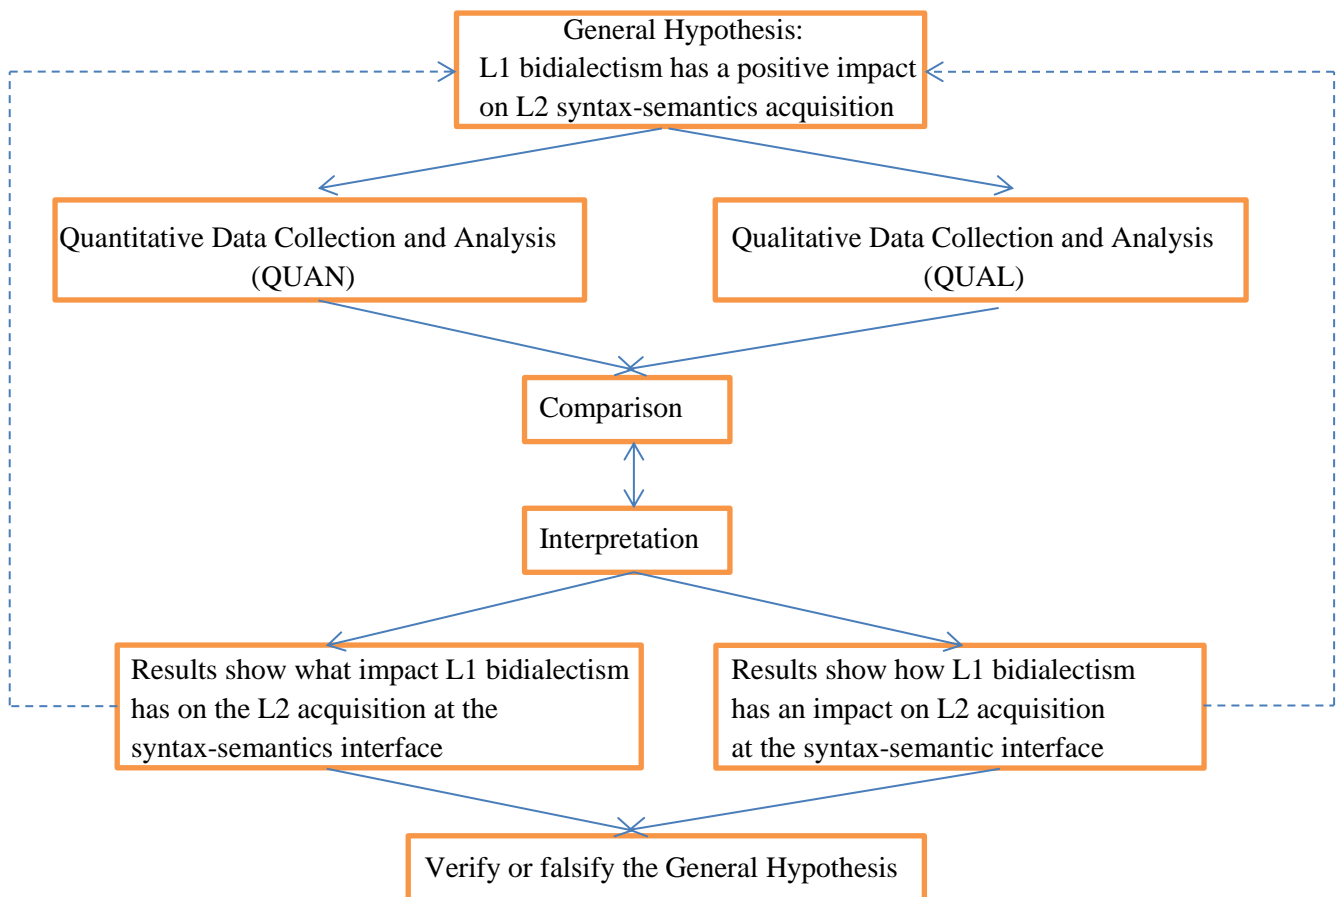 General Hypothesis:
L1 bidialectism has a positive impact
on L2 syntax-semantics acquisition
Quantitative Data Collection and Analysis
(QUAN)
Qualitative Data Collection and Analysis
(QUAL)
Comparison
Interpretation
Results show what impact L1 bidialectism
has on the L2 acquisition at the
syntax-semantics interface
Results show how L1 bidialectism
has an impact on L2 acquisition
at the syntax-semantic interface
Verify or falsify the General Hypothesis